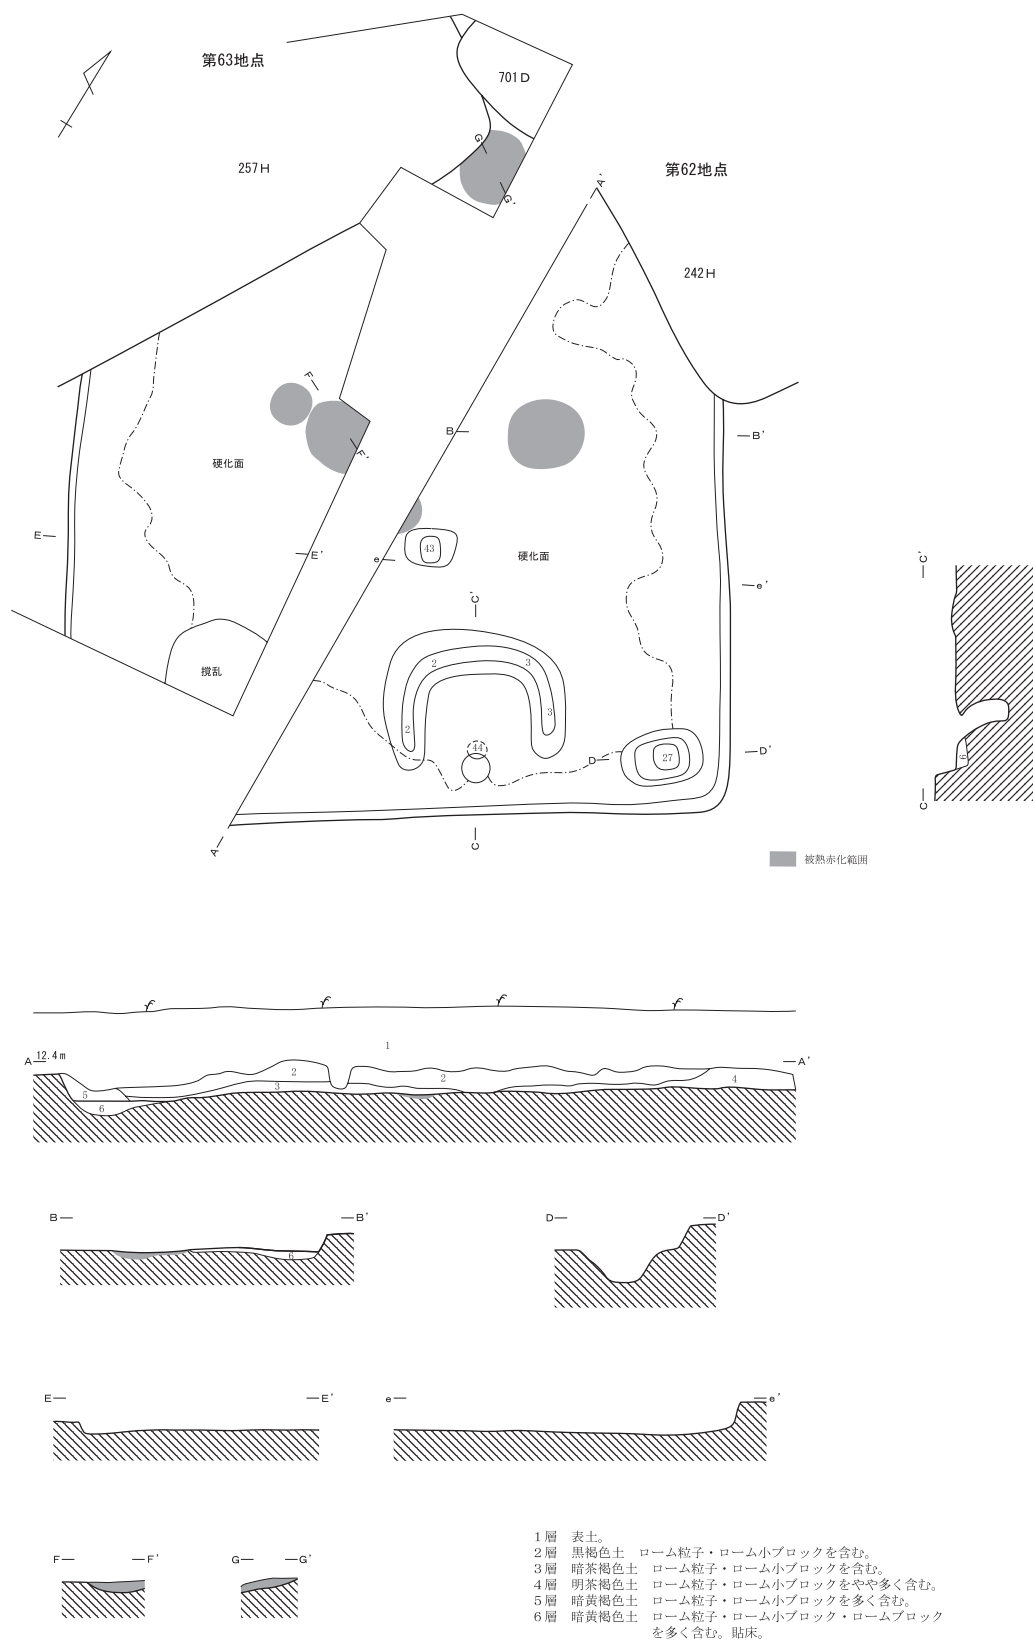 第63地点
701D
G
G'
257H
第62地点
A'
242H
F
F'
B
B'
硬化面
E
E'
e
43
硬化面
e'
C'
C'
撹乱
2
3
2
3
44
D
27
D'
6
A
C
C
被熱赤化範囲
1
A
12.4m
A'
2
2
3
4
5
6
B
B'
D
D'
6
E
E'
e
e'
F
F'
G
G'
1層　表土。
2層　黒褐色土　ローム粒子・ローム小ブロックを含む。
3層　暗茶褐色土　ローム粒子・ローム小ブロックを含む。
4層　明茶褐色土　ローム粒子・ローム小ブロックをやや多く含む。
5層　暗黄褐色土　ローム粒子・ローム小ブロックを多く含む。
6層　暗黄褐色土　ローム粒子・ローム小ブロック・ロームブロック
を多く含む。貼床。